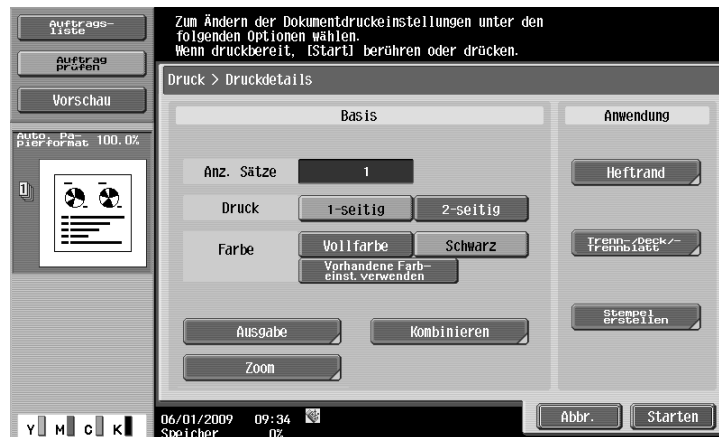 Auftrags-
liste
Auftrag
prüfen
Vorschau
Auto. Pa-
pierformat 100.0%
1
Zum Ändern der Dokumentdruckeinstellungen unter den
folgenden Optionen wählen.
Wenn druckbereit, [Start] berühren oder drücken.
Druck > Druckdetails
Basis
Anz. Sätze 1
Druck 1-seitig 2-seitig
Farbe Vollfarbe Schwarz
Vorhandene Farb-
einst. verwenden
Ausgabe Kombinieren
Zoom
Anwendung
Heftrand
Trenn-/Deck/-
Trennblatt
Stempel
erstellen
Y M C K
06/01/2009 09:34
Speicher 0%
Abbr. Starten